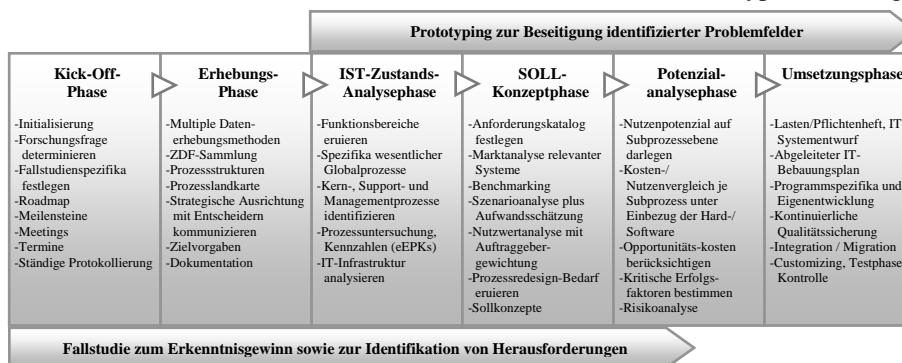 Prototyping zur Beseitigung identifizierter Problemfelder
Kick-Off-
Phase
-Initialisierung
-Forschungsfrage
determinieren
-Fallstudienspezifika
festlegen
-Roadmap
-Meilensteine
-Meetings
-Termine
-Ständige Protokollierung
Erhebungs-
Phase
-Multiple Daten-
erhebungsmethoden
-ZDF-Sammlung
-Prozessstrukturen
-Prozesslandkarte
-Strategische Ausrichtung
mit Entscheidern
kommunizieren
-Zielvorgaben
-Dokumentation
IST-Zustands-
Analysephase
-Funktionsbereiche
eruieren
-Spezifika wesentlicher
Globalprozesse
-Kern-, Support- und
Managementprozesse
identifizieren
-Prozessuntersuchung,
Kennzahlen (eEPKs)
-IT-Infrastruktur
analysieren
SOLL-
Konzeptphase
-Anforderungskatalog
festlegen
-Marktanalyse relevanter
Systeme
-Benchmarking
-Szenarioanalyse plus
Aufwandsschätzung
-Nutzwertanalyse mit
Auftraggeber-
gewichtung
-Prozessredesign-Bedarf
eruieren
-Sollkonzepte
Potenzial-
analysephase
-Nutzenpotenzial auf
Subprozessebene
darlegen
-Kosten-/
Nutzenvergleich je
Subprozess unter
Einbezug der Hard-/
Software
-Opportunitäts-kosten
berücksichtigen
-Kritische Erfolgs-
faktoren bestimmen
-Risikoanalyse
Umsetzungsphase
-Lasten/Pflichtenheft, IT
Systementwurf
-Abgeleiteter IT-
Bebauungsplan
-Programmspezifika und
Eigenentwicklung
-Kontinuierliche
Qualitätssicherung
-Integration / Migration
-Customizing, Testphase
Kontrolle
Fallstudie zum Erkenntnisgewinn sowie zur Identifikation von Herausforderungen